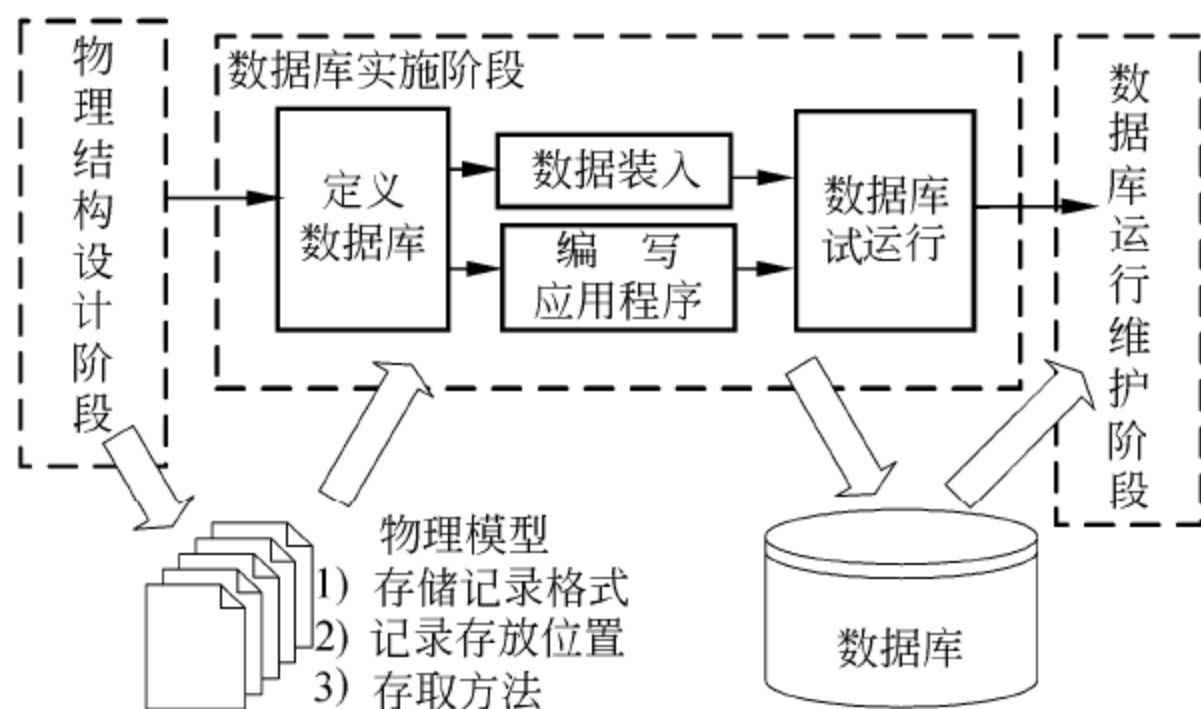 物理结构设计阶段
数据库实施阶段
定义
数据库
数据装入
编 写
应用程序
数据库
试运行
数据库运行维护阶段
物理模型
1) 存储记录格式
2) 记录存放位置
3) 存取方法
数据库